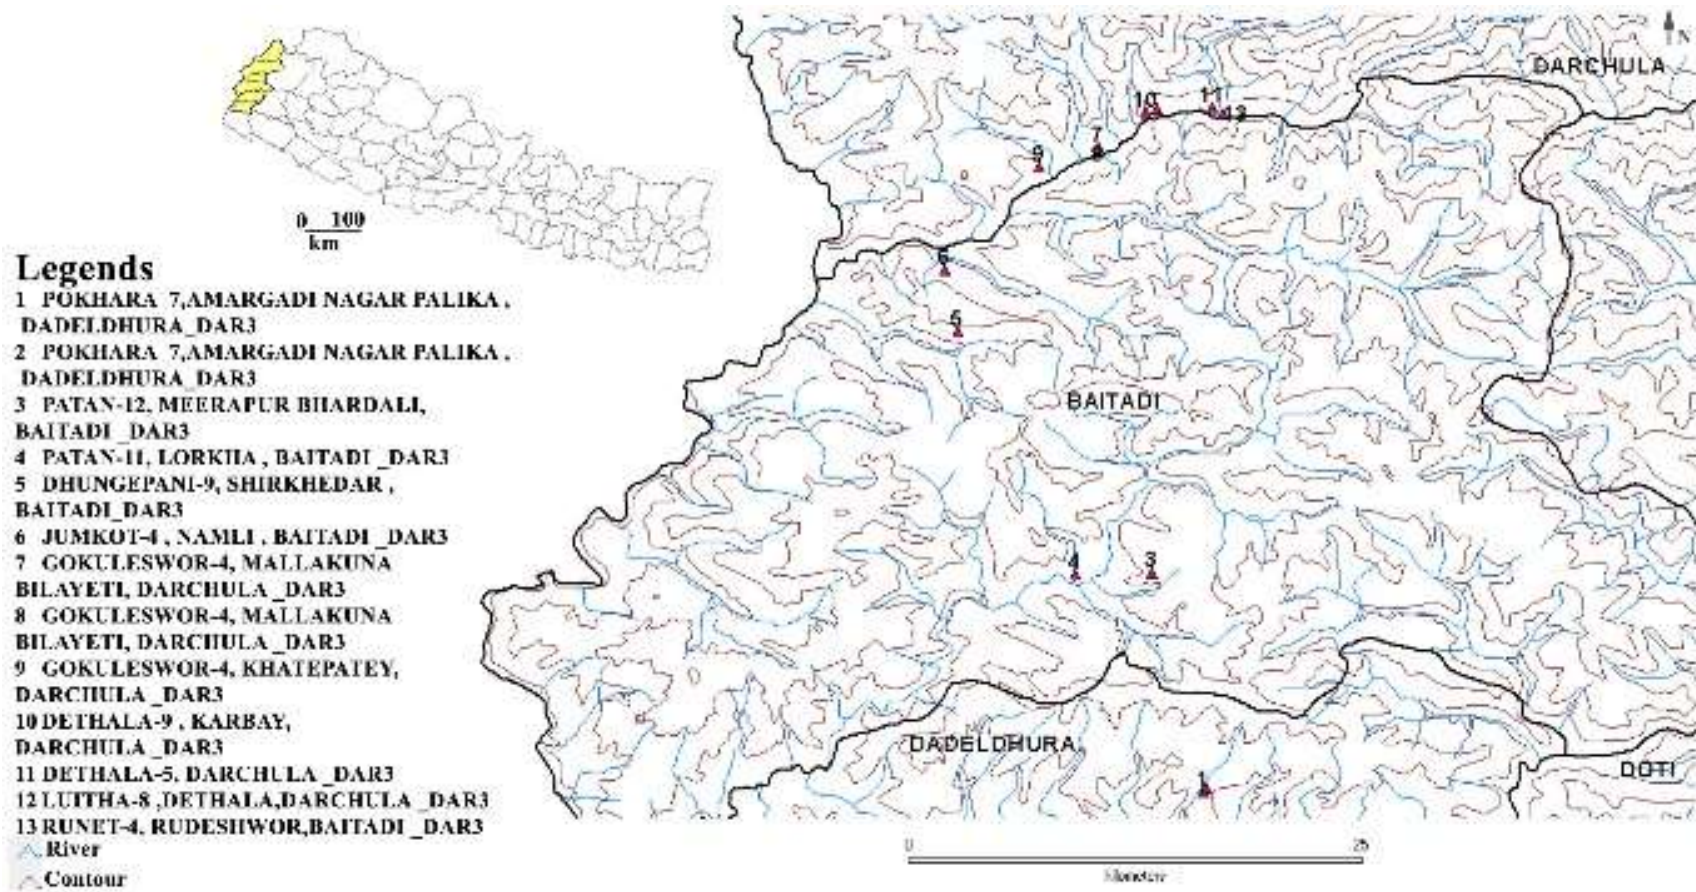 0 100
km
Legends
1 POKHARA 7,AMARGADI NAGAR PALIKA ,
DADELDHURA_DAR3
2 POKHARA 7,AMARGADI NAGAR PALIKA ,
DADELDHURA_DAR3
3 PATAN-12, MEERAPUR BHARDALI,
BAITADI _DAR3
4 PATAN-11, LORKHA , BAITADI _DAR3
5 DHUNGEPANI-9, SHIRKHEDAR ,
BAITADI_DAR3
6 JUMKOT-4 , NAMLI , BAITADI _DAR3
7 GOKULESWOR-4, MALLAKUNA
BILAYETI, DARCHULA _DAR3
8 GOKULESWOR-4, MALLAKUNA
BILAYETI, DARCHULA _DAR3
9 GOKULESWOR-4, KHATEPATEY,
DARCHULA _DAR3
10 DETHALA-9 , KARBAY,
DARCHULA _DAR3
11 DETHALA-5, DARCHULA _DAR3
12 LUITHA-8 ,DETHALA,DARCHULA _DAR3
13 RUNET-4, RUDESHWOR,BAITADI _DAR3
River
Contour
N
DARCHULA
10
11
13
7
8
9
6
5
BAITADI
4
3
DADELDHURA
1
DOTI
0 25
Kilometers